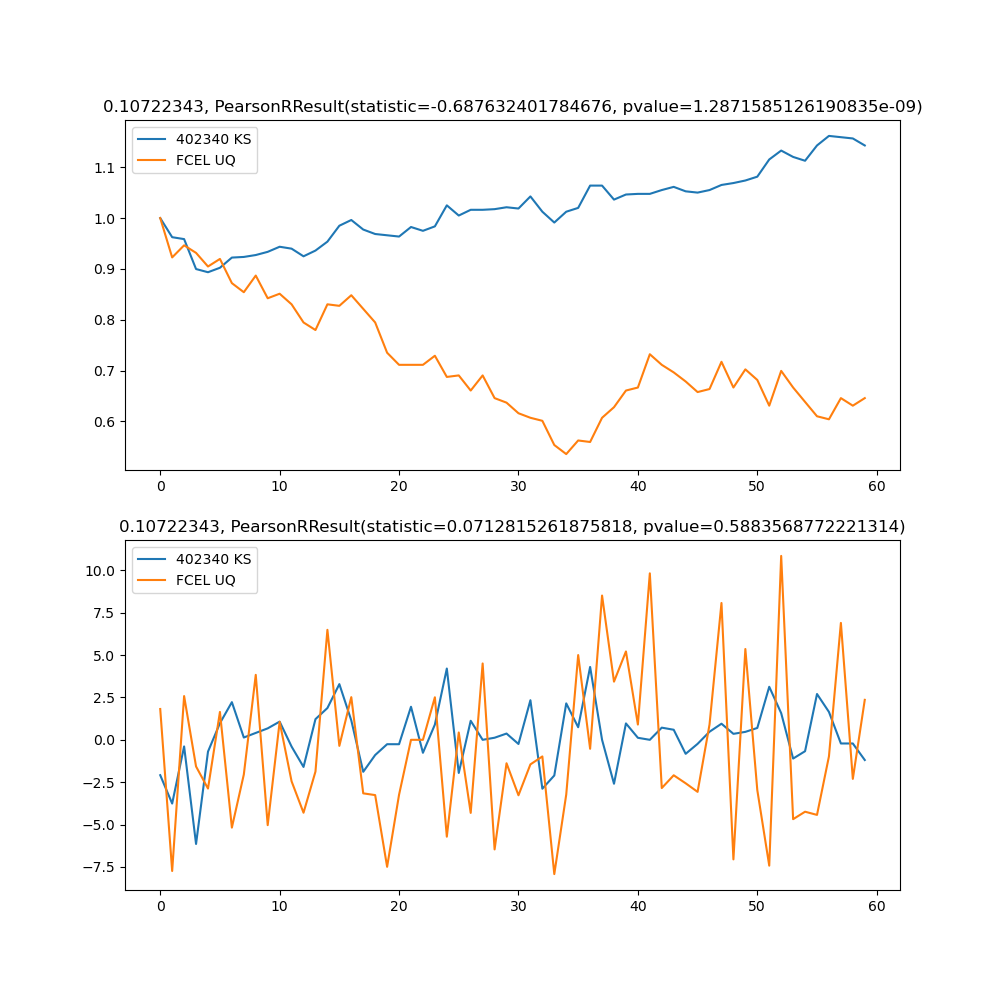 0.10722343, PearsonRResult(statistic=-0.687632401784676, pvalue=1.2871585126190835e-09)
402340 KS
FCEL UQ
1.1
1.0
0.9
0.8
0.7
0.6
0 10 20 30 40 50 60
0.10722343, PearsonRResult(statistic=0.0712815261875818, pvalue=0.5883568772221314)
402340 KS
FCEL UQ
10.0
7.5
5.0
2.5
0.0
−2.5
−5.0
−7.5
0 10 20 30 40 50 60